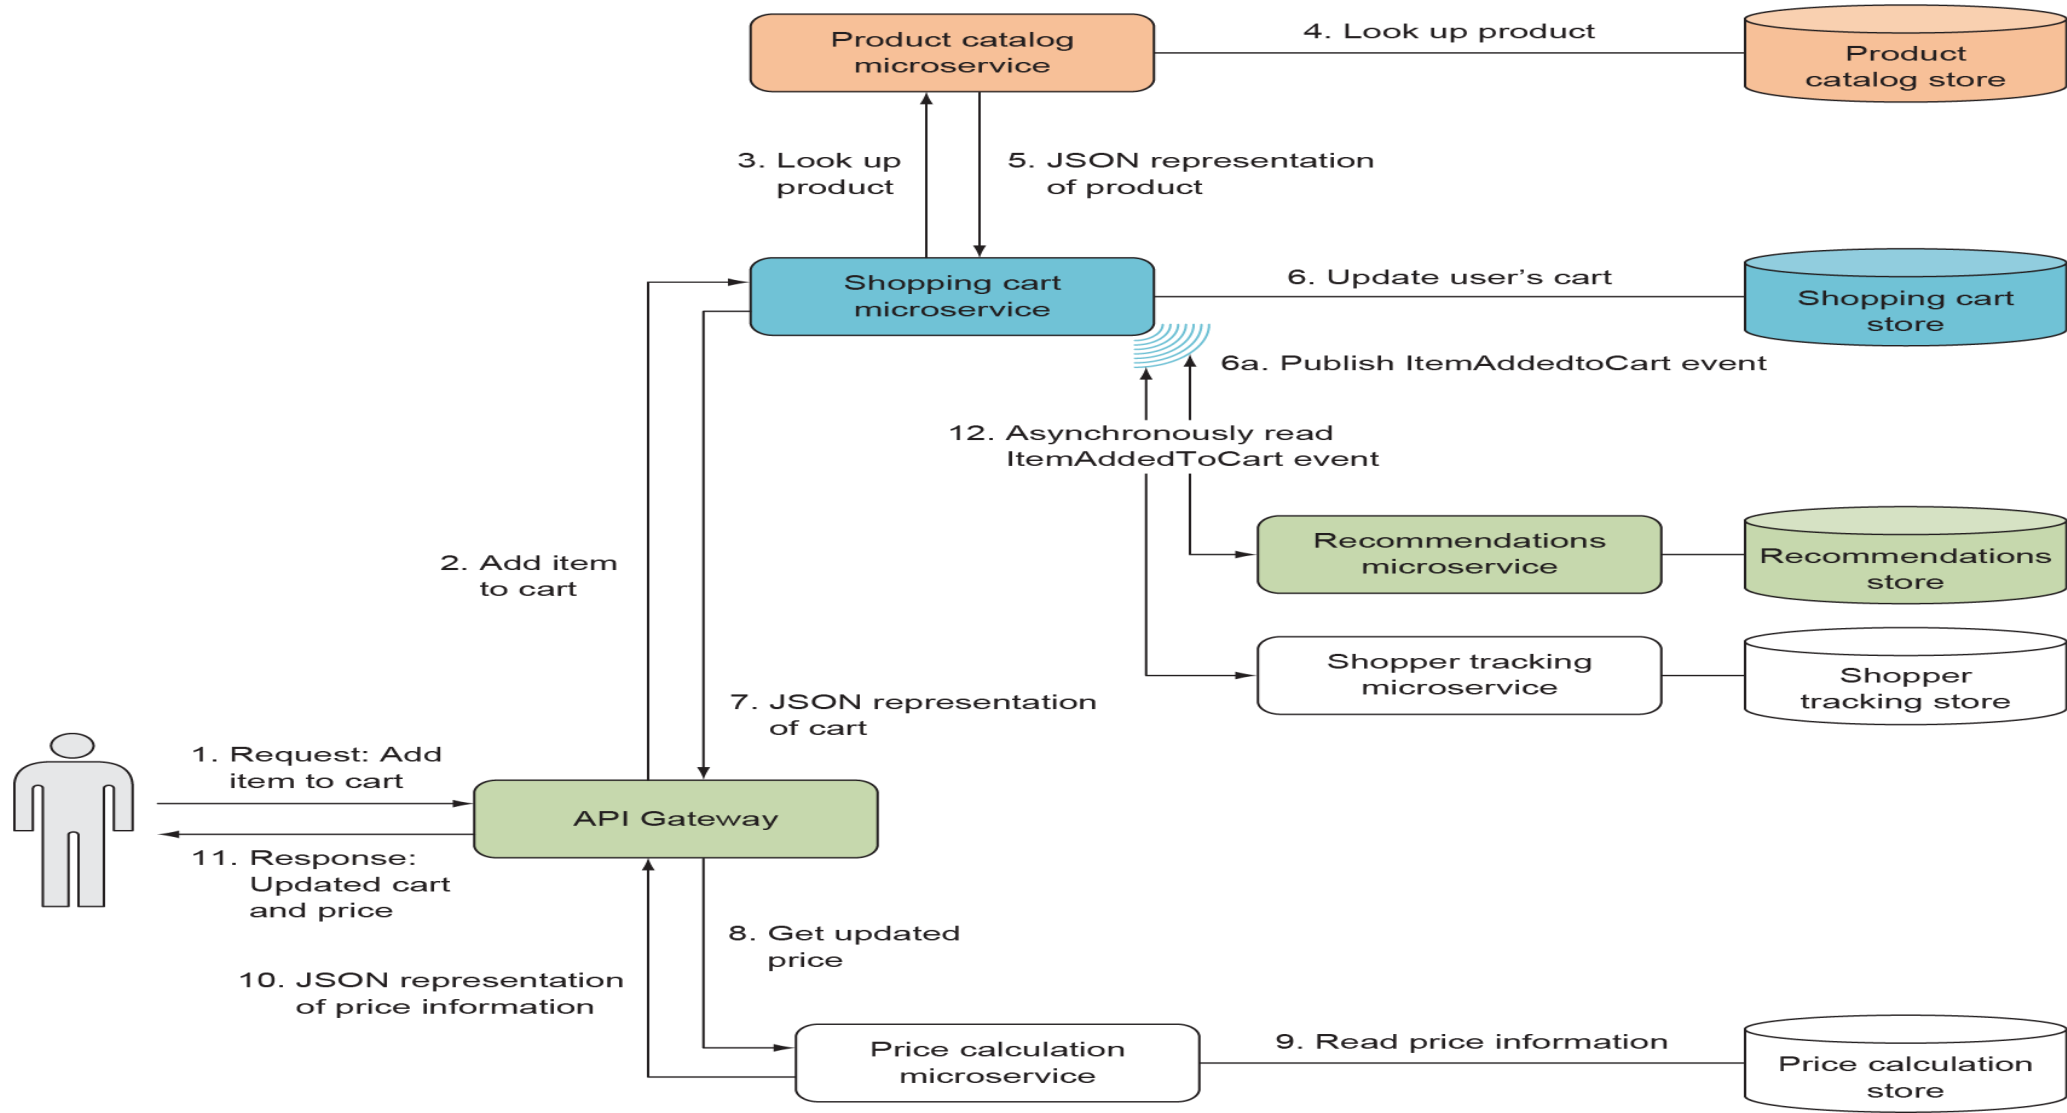 Product catalog
microservice
4. Look up product
Product
catalog store
3. Look up
product
5. JSON representation
of product
Shopping cart
microservice
6. Update user’s cart
Shopping cart
store
6a. Publish ItemAddedtoCart event
12. Asynchronously read
ItemAddedToCart event
2. Add item
to cart
Recommendations
microservice
Recommendations
store
Shopper tracking
microservice
Shopper
tracking store
7. JSON representation
of cart
1. Request: Add
item to cart
API Gateway
11. Response:
Updated cart
and price
8. Get updated
price
10. JSON representation
of price information
Price calculation
microservice
9. Read price information
Price calculation
store